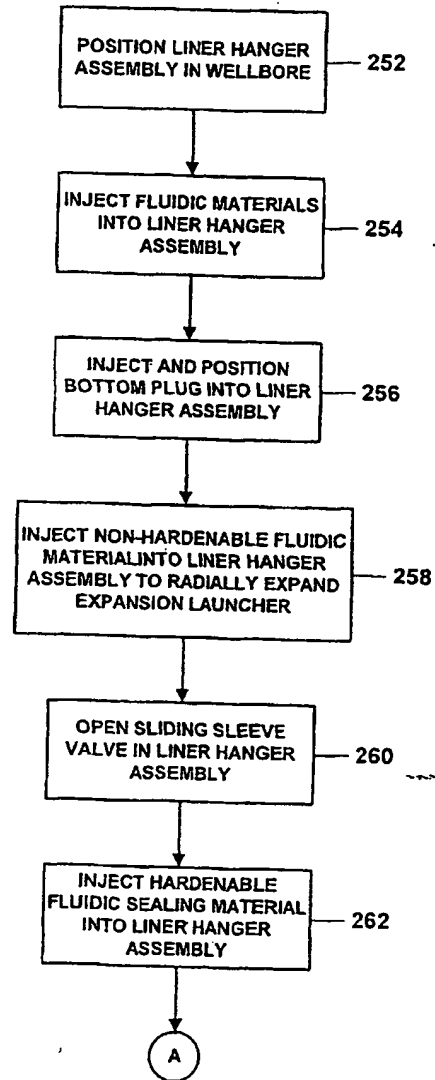 POSITION LINER HANGER
ASSEMBLY IN WELLBORE
252
INJECT FLUIDIC MATERIALS
INTO LINER HANGER
ASSEMBLY
254
INJECT AND POSITION
BOTTOM PLUG INTO LINER
HANGER ASSEMBLY
256
INJECT NON-HARDENABLE FLUIDIC
MATERIALINTO LINER HANGER
ASSEMBLY TO RADIALLY EXPAND
EXPANSION LAUNCHER
258
OPEN SLIDING SLEEVE
VALVE IN LINER HANGER
ASSEMBLY
260
INJECT HARDENABLE
FLUIDIC SEALING MATERIAL
INTO LINER HANGER
ASSEMBLY
262
A